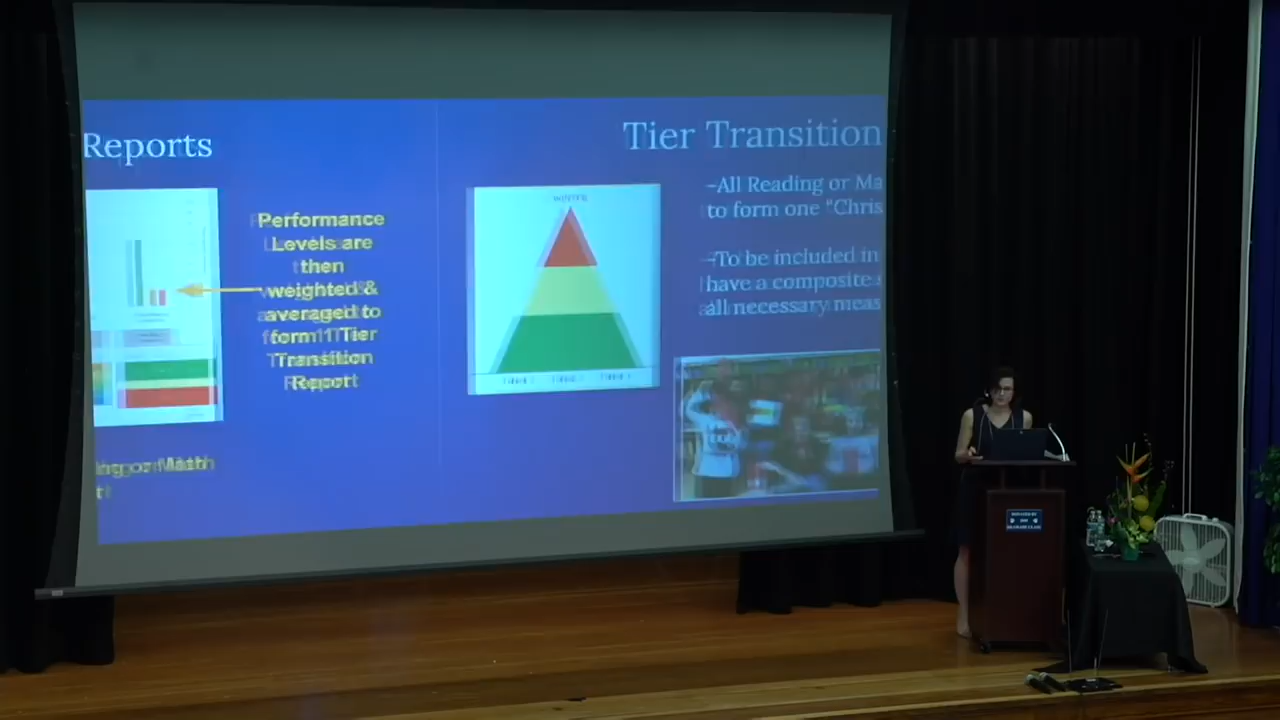 Reports
Performance
Levels are
then
weighted &
averaged to
form 1 Tier
Transition
Report
Tier Transition
-All Reading or Ma
to form one "Chris
-To be included in
have a composite
all necessary meas